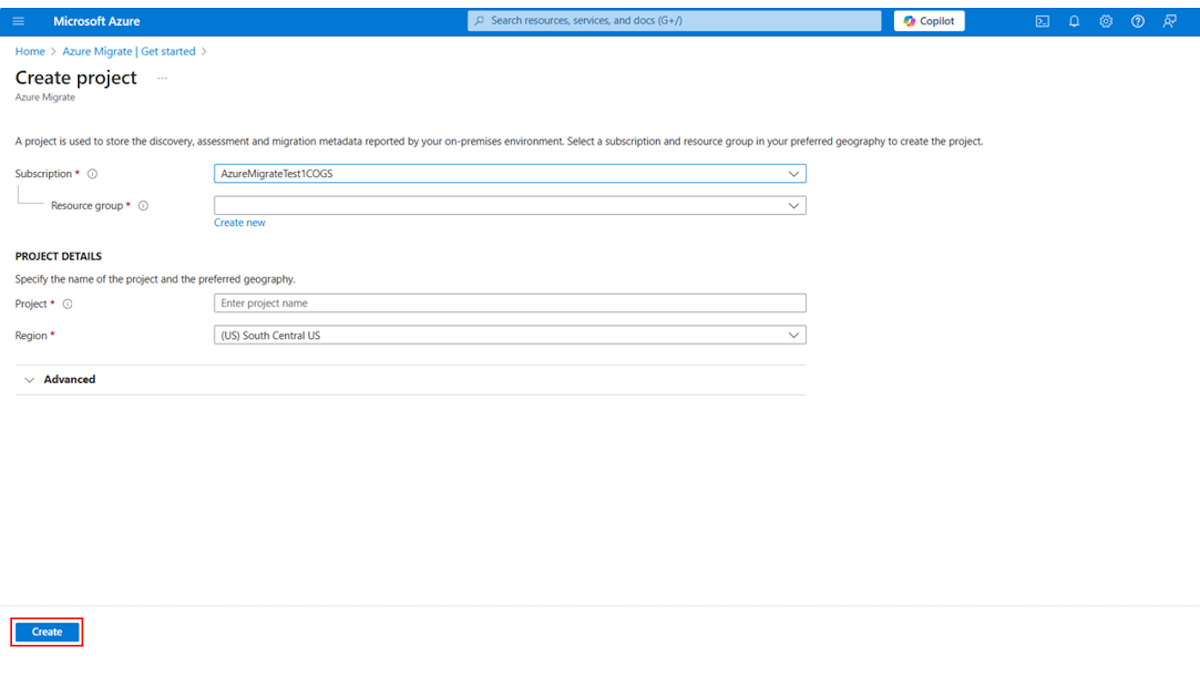 Microsoft Azure
Search resources, services, and docs (G+/)
Copilot
Home > Azure Migrate | Get started >
Create project ...
Azure Migrate
A project is used to store the discovery, assessment and migration metadata reported by your on-premises environment. Select a subscription and resource group in your preferred geography to create the project.
Subscription * AzureMigrateTest1COGS
Resource group *
Create new
PROJECT DETAILS
Specify the name of the project and the preferred geography.
Project * Enter project name
Region * (US) South Central US
Advanced
Create